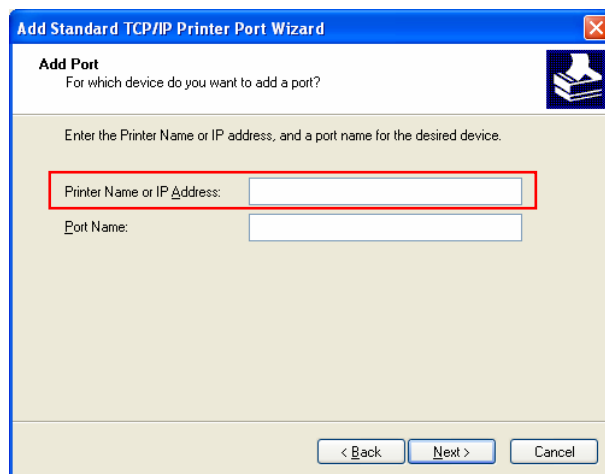 Add Standard TCP/IP Printer Port Wizard
Add Port
For which device do you want to add a port?
Enter the Printer Name or IP address, and a port name for the desired device.
Printer Name or IP Address:
Port Name:
< Back Next > Cancel